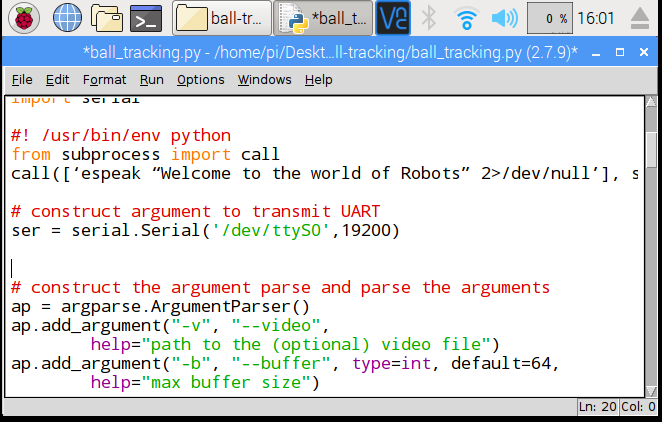 ball-tr...
*ball_t...
0 %
16:01
*ball_tracking.py - /home/pi/Deskt...ll-tracking/ball_tracking.py (2.7.9)*
File Edit Format Run Options Windows Help
import serial
#! /usr/bin/env python
from subprocess import call
call([‘espeak “Welcome to the world of Robots” 2>/dev/null’], s
# construct argument to transmit UART
ser = serial.Serial('/dev/ttyS0',19200)
# construct the argument parse and parse the arguments
ap = argparse.ArgumentParser()
ap.add_argument("-v", "--video",
help="path to the (optional) video file")
ap.add_argument("-b", "--buffer", type=int, default=64,
help="max buffer size")
Ln: 20 Col: 0